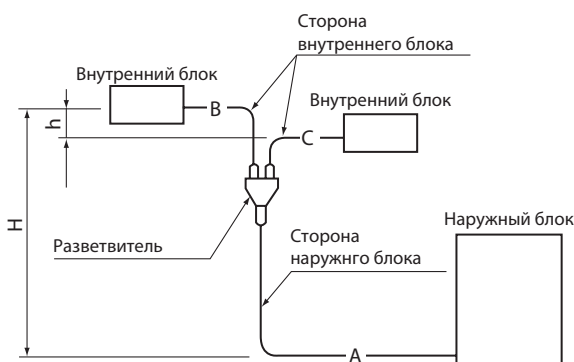 Сторона
внутреннего блока
Внутренний блок
B
Внутренний блок
h
C
H
Разветвитель
Сторона
наружнго блока
Наружный блок
A